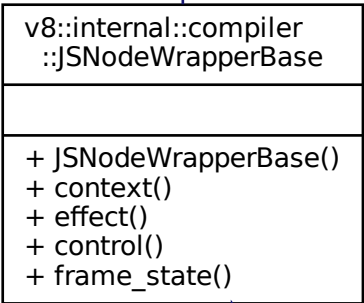 v8::internal::compiler
::JSNodeWrapperBase
+ JSNodeWrapperBase()
+ context()
+ effect()
+ control()
+ frame_state()